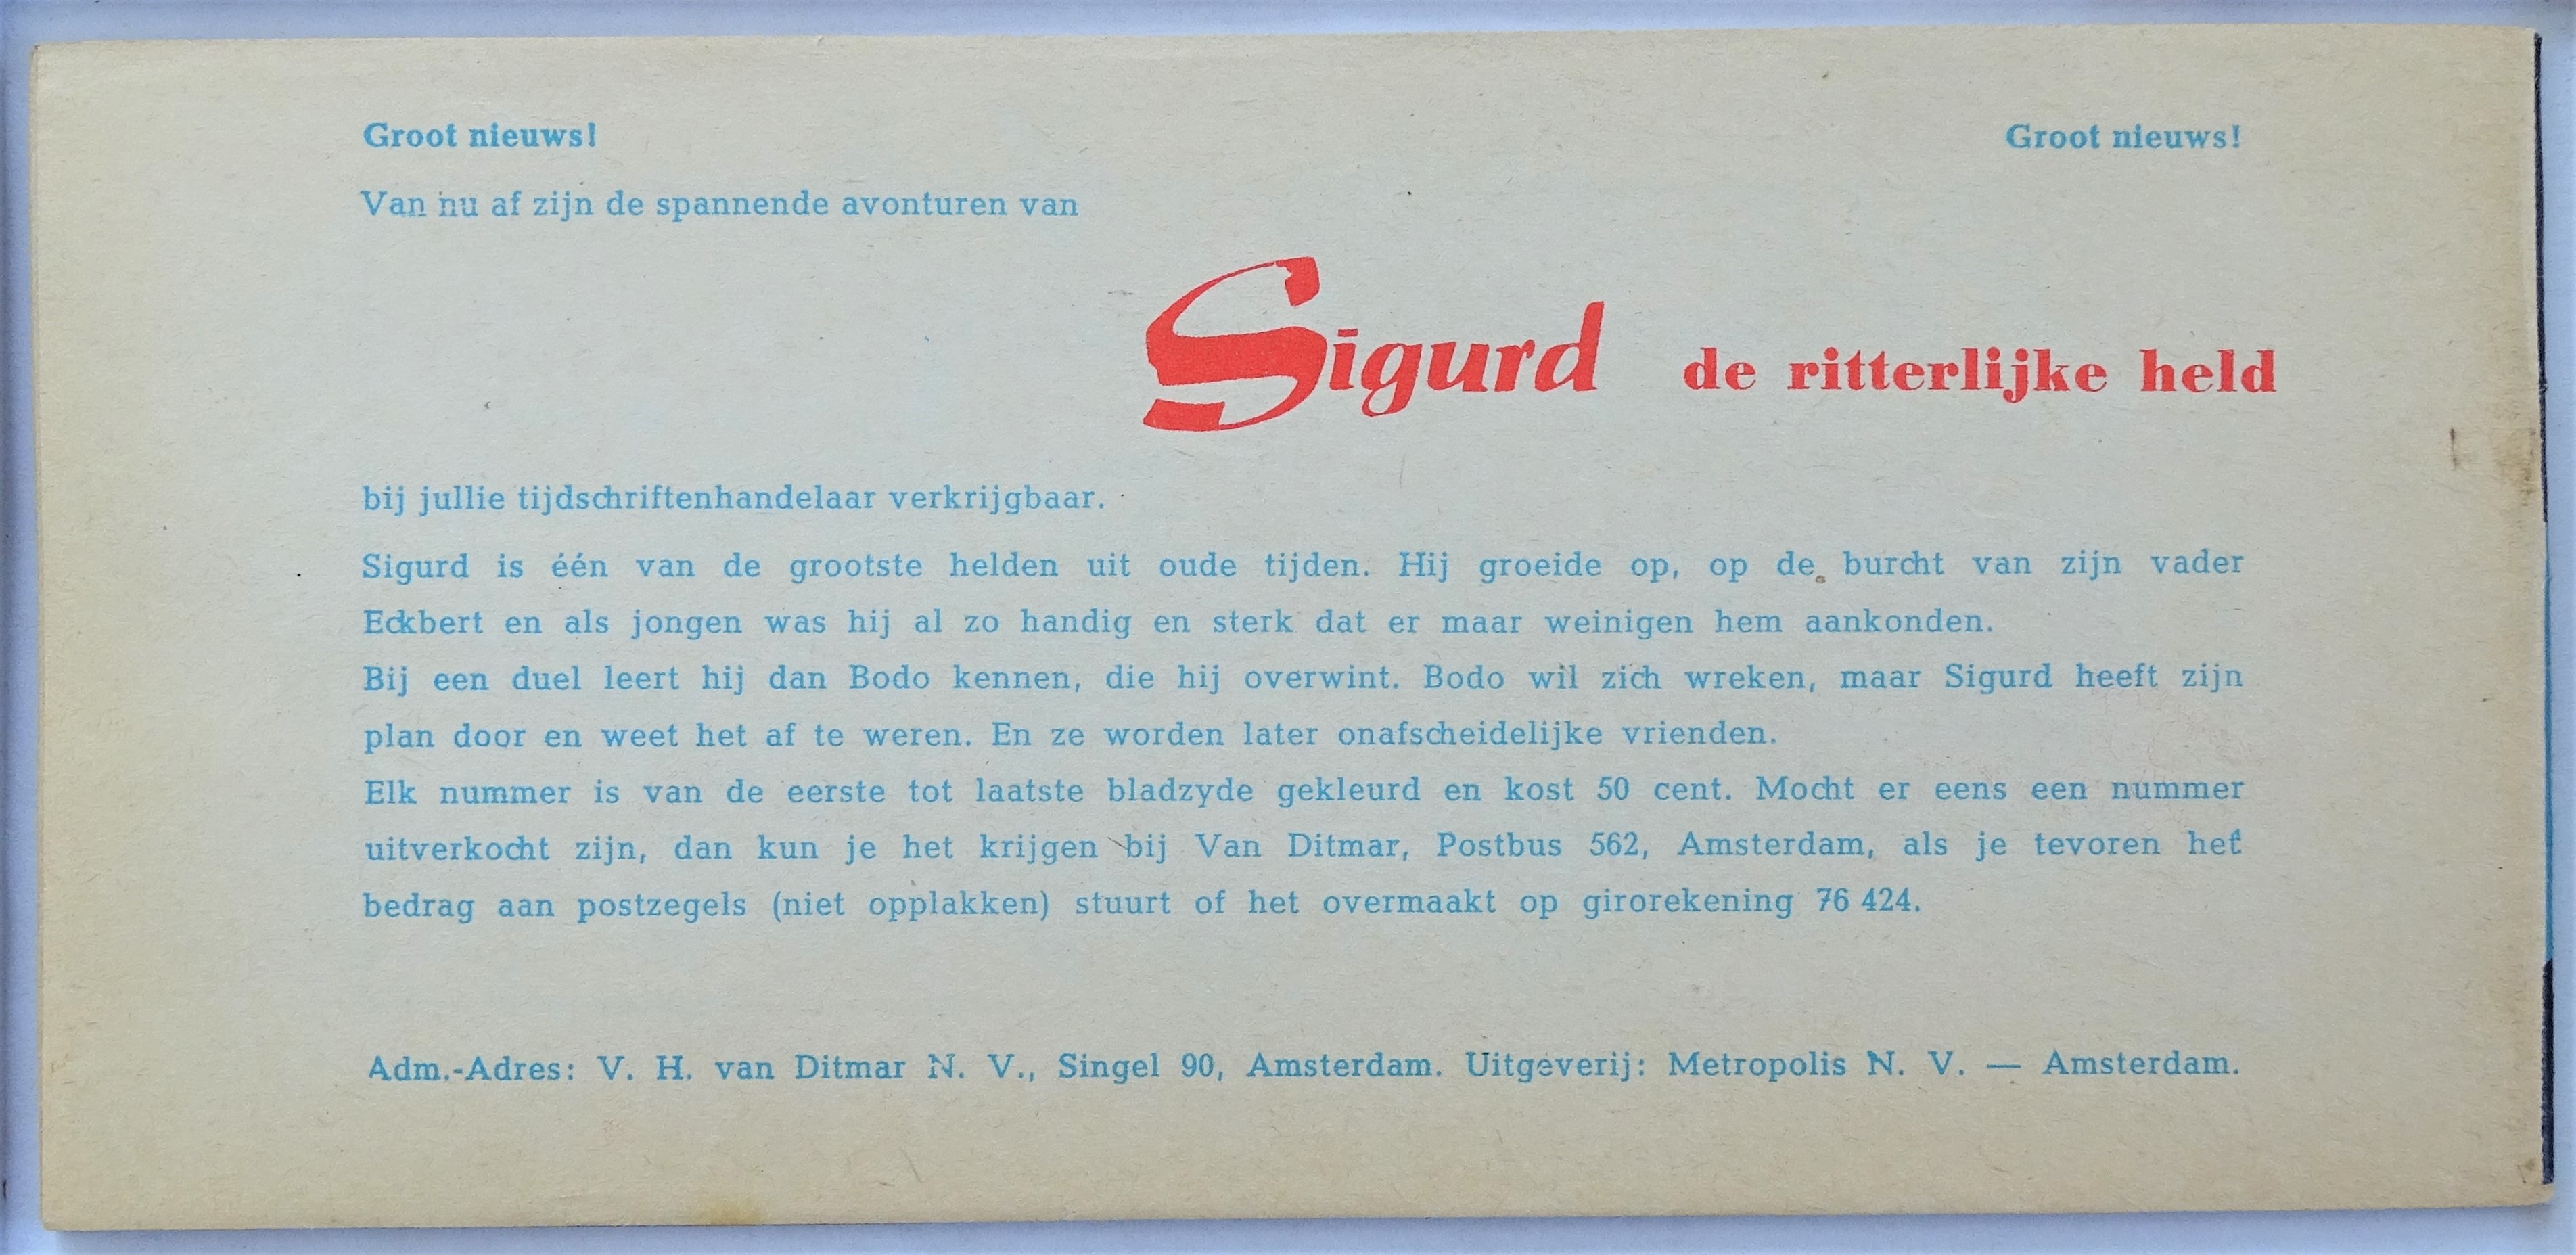 Groot nieuws! Groot nieuws!
Van nu af zijn de spannende avonturen van
Sigurd de ritterlijke held
bij jullie tijdschriftenhandelaar verkrijgbaar.
Sigurd is één van de grootste helden uit oude tijden. Hij groeide op, op de burcht van zijn vader
Eckbert en als jongen was hij al zo handig en sterk dat er maar weinigen hem aankonden.
Bij een duel leert hij dan Bodo kennen, die hij overwint. Bodo wil zich wreken, maar Sigurd heeft zijn
plan door en weet het af te weren. En ze worden later onafscheidelijke vrienden.
Elk nummer is van de eerste tot laatste bladzyde gekleurd en kost 50 cent. Mocht er eens een nummer
uitverkocht zijn, dan kun je het krijgen bij Van Ditmar, Postbus 562, Amsterdam, als je tevoren het
bedrag aan postzegels (niet opplakken) stuurt of het overmaakt op girorekening 76 424.
Adm.-Adres: V. H. van Ditmar N. V., Singel 90, Amsterdam. Uitgeverij: Metropolis N. V. — Amsterdam.